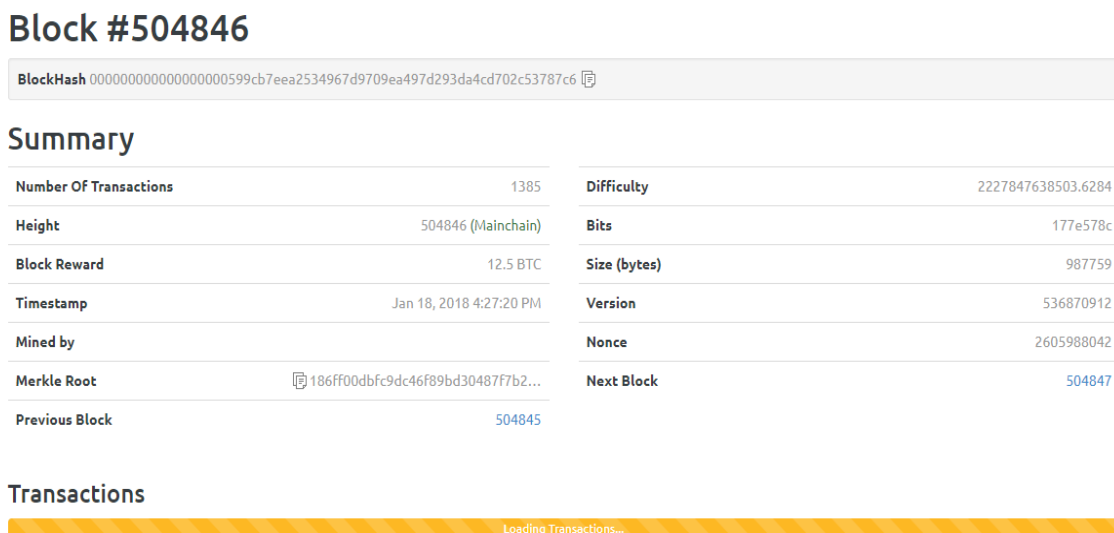 Block #504846
BlockHash 000000000000000000599cb7eea2534967d9709ea497d293da4cd702c53787c6
Summary
Number Of Transactions 1385
Height 504846 (Mainchain)
Block Reward 12.5 BTC
Timestamp Jan 18, 2018 4:27:20 PM
Mined by
Merkle Root 186ff00dbfc9dc46f89bd30487f7b2...
Previous Block 504845
Difficulty 2227847638503.6284
Bits 177e578c
Size (bytes) 987759
Version 536870912
Nonce 2605988042
Next Block 504847
Transactions
Loading Transactions...